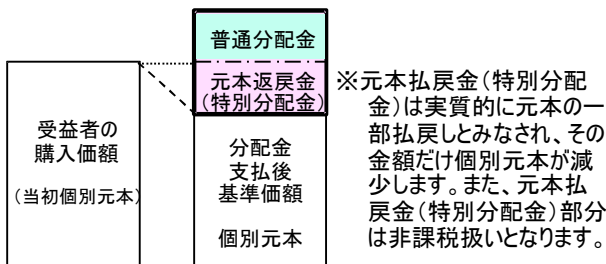 普通分配金
元本返戻金
(特別分配金)
受益者の
購入価額
(当初個別元本)
分配金
支払後
基準価額
個別元本
※元本払戻金(特別分配
金)は実質的に元本の一
部払戻しとみなされ、その
金額だけ個別元本が減
少します。また、元本払
戻金(特別分配金)部分
は非課税扱いとなります。